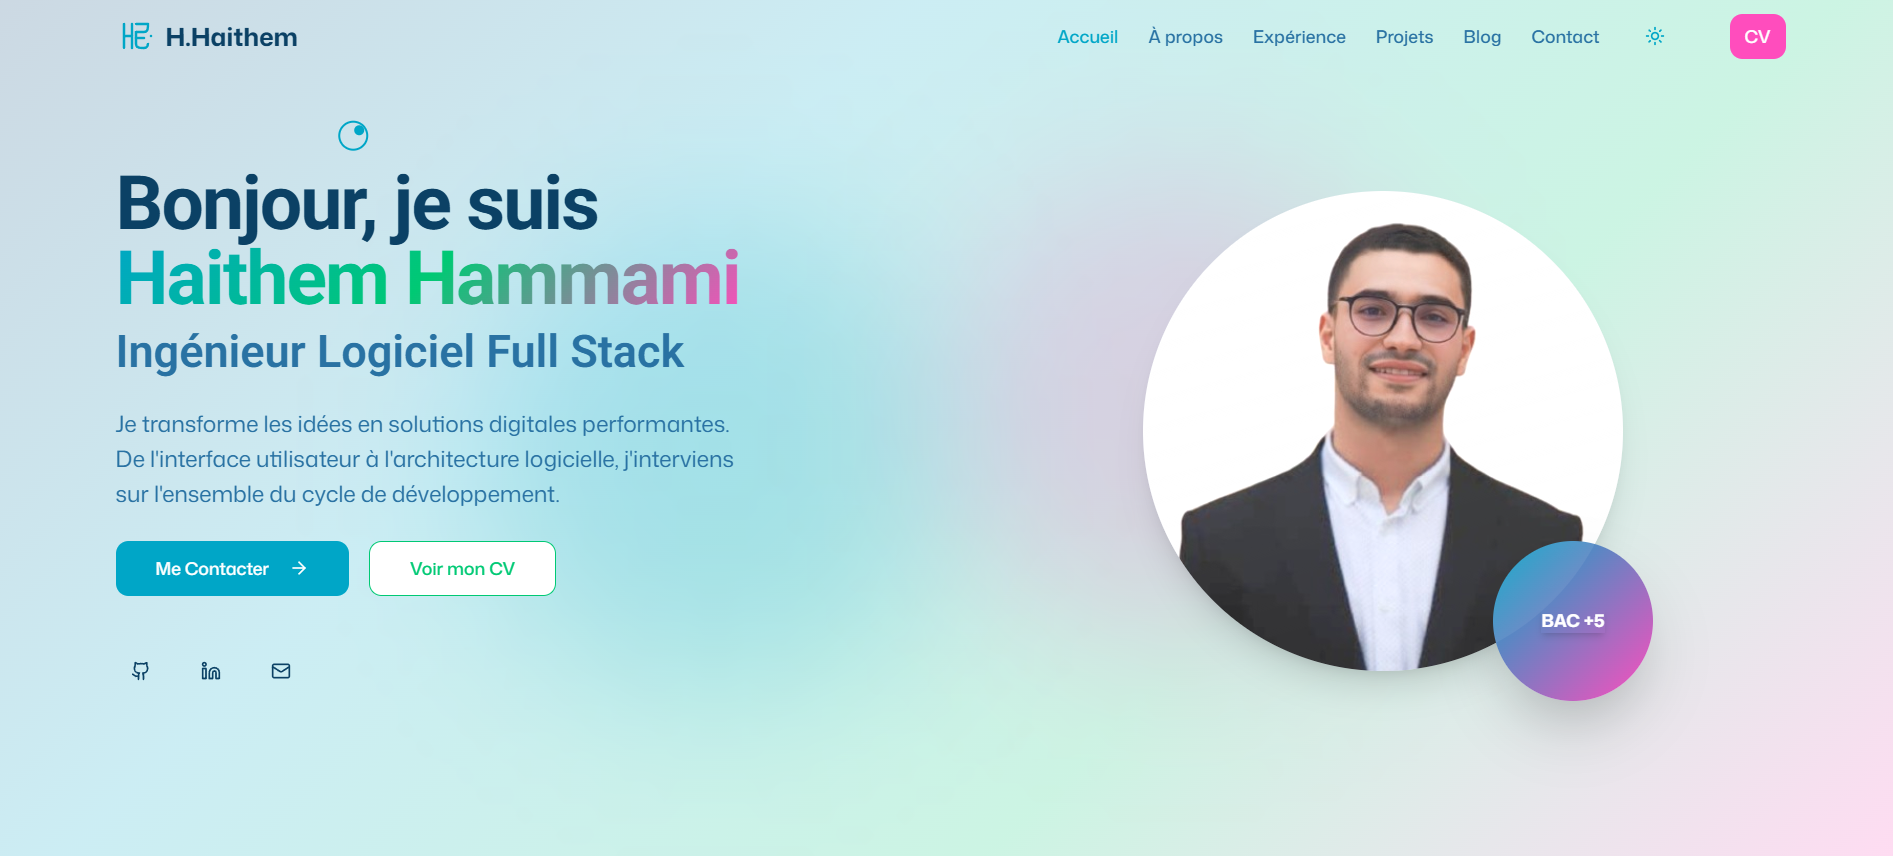 H.Haithem
Accueil À propos Expérience Projets Blog Contact CV
Bonjour, je suis
Haithem Hammami
Ingénieur Logiciel Full Stack
Je transforme les idées en solutions digitales performantes.
De l'interface utilisateur à l'architecture logicielle, j'interviens
sur l'ensemble du cycle de développement.
Me Contacter
Voir mon CV
BAC +5